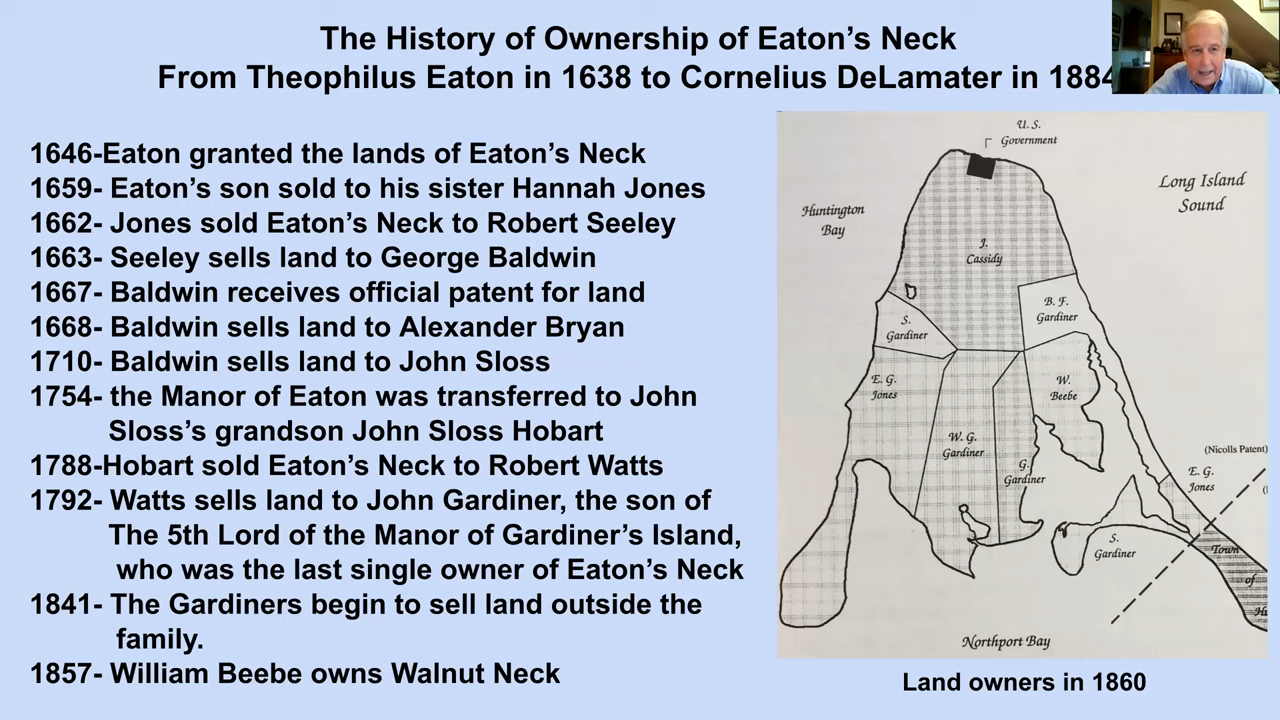 The History of Ownership of Eaton's Neck
From Theophilus Eaton in 1638 to Cornelius DeLamater in 1884
1646-Eaton granted the lands of Eaton's Neck
1659- Eaton's son sold to his sister Hannah Jones
1662- Jones sold Eaton's Neck to Robert Seeley
1663- Seeley sells land to George Baldwin
1667- Baldwin receives official patent for land
1668- Baldwin sells land to Alexander Bryan
1710- Baldwin sells land to John Sloss
1754- the Manor of Eaton was transferred to John
Sloss's grandson John Sloss Hobart
1788-Hobart sold Eaton's Neck to Robert Watts
1792- Watts sells land to John Gardiner, the son of
The 5th Lord of the Manor of Gardiner's Island,
who was the last single owner of Eaton's Neck
1841- The Gardiners begin to sell land outside the
family.
1857- William Beebe owns Walnut Neck
U.S.
Government
Long Island
Sound
Huntington
Bay
J.
Cassidy
B. F.
Gardiner
S.
Gardiner
E. G.
Jones
W.
Beebe
W. G.
Gardiner
G.
Gardiner
(Nicolls Patent)
E. G.
Jones
S.
Gardiner
Town
of
Northport Bay
Land owners in 1860